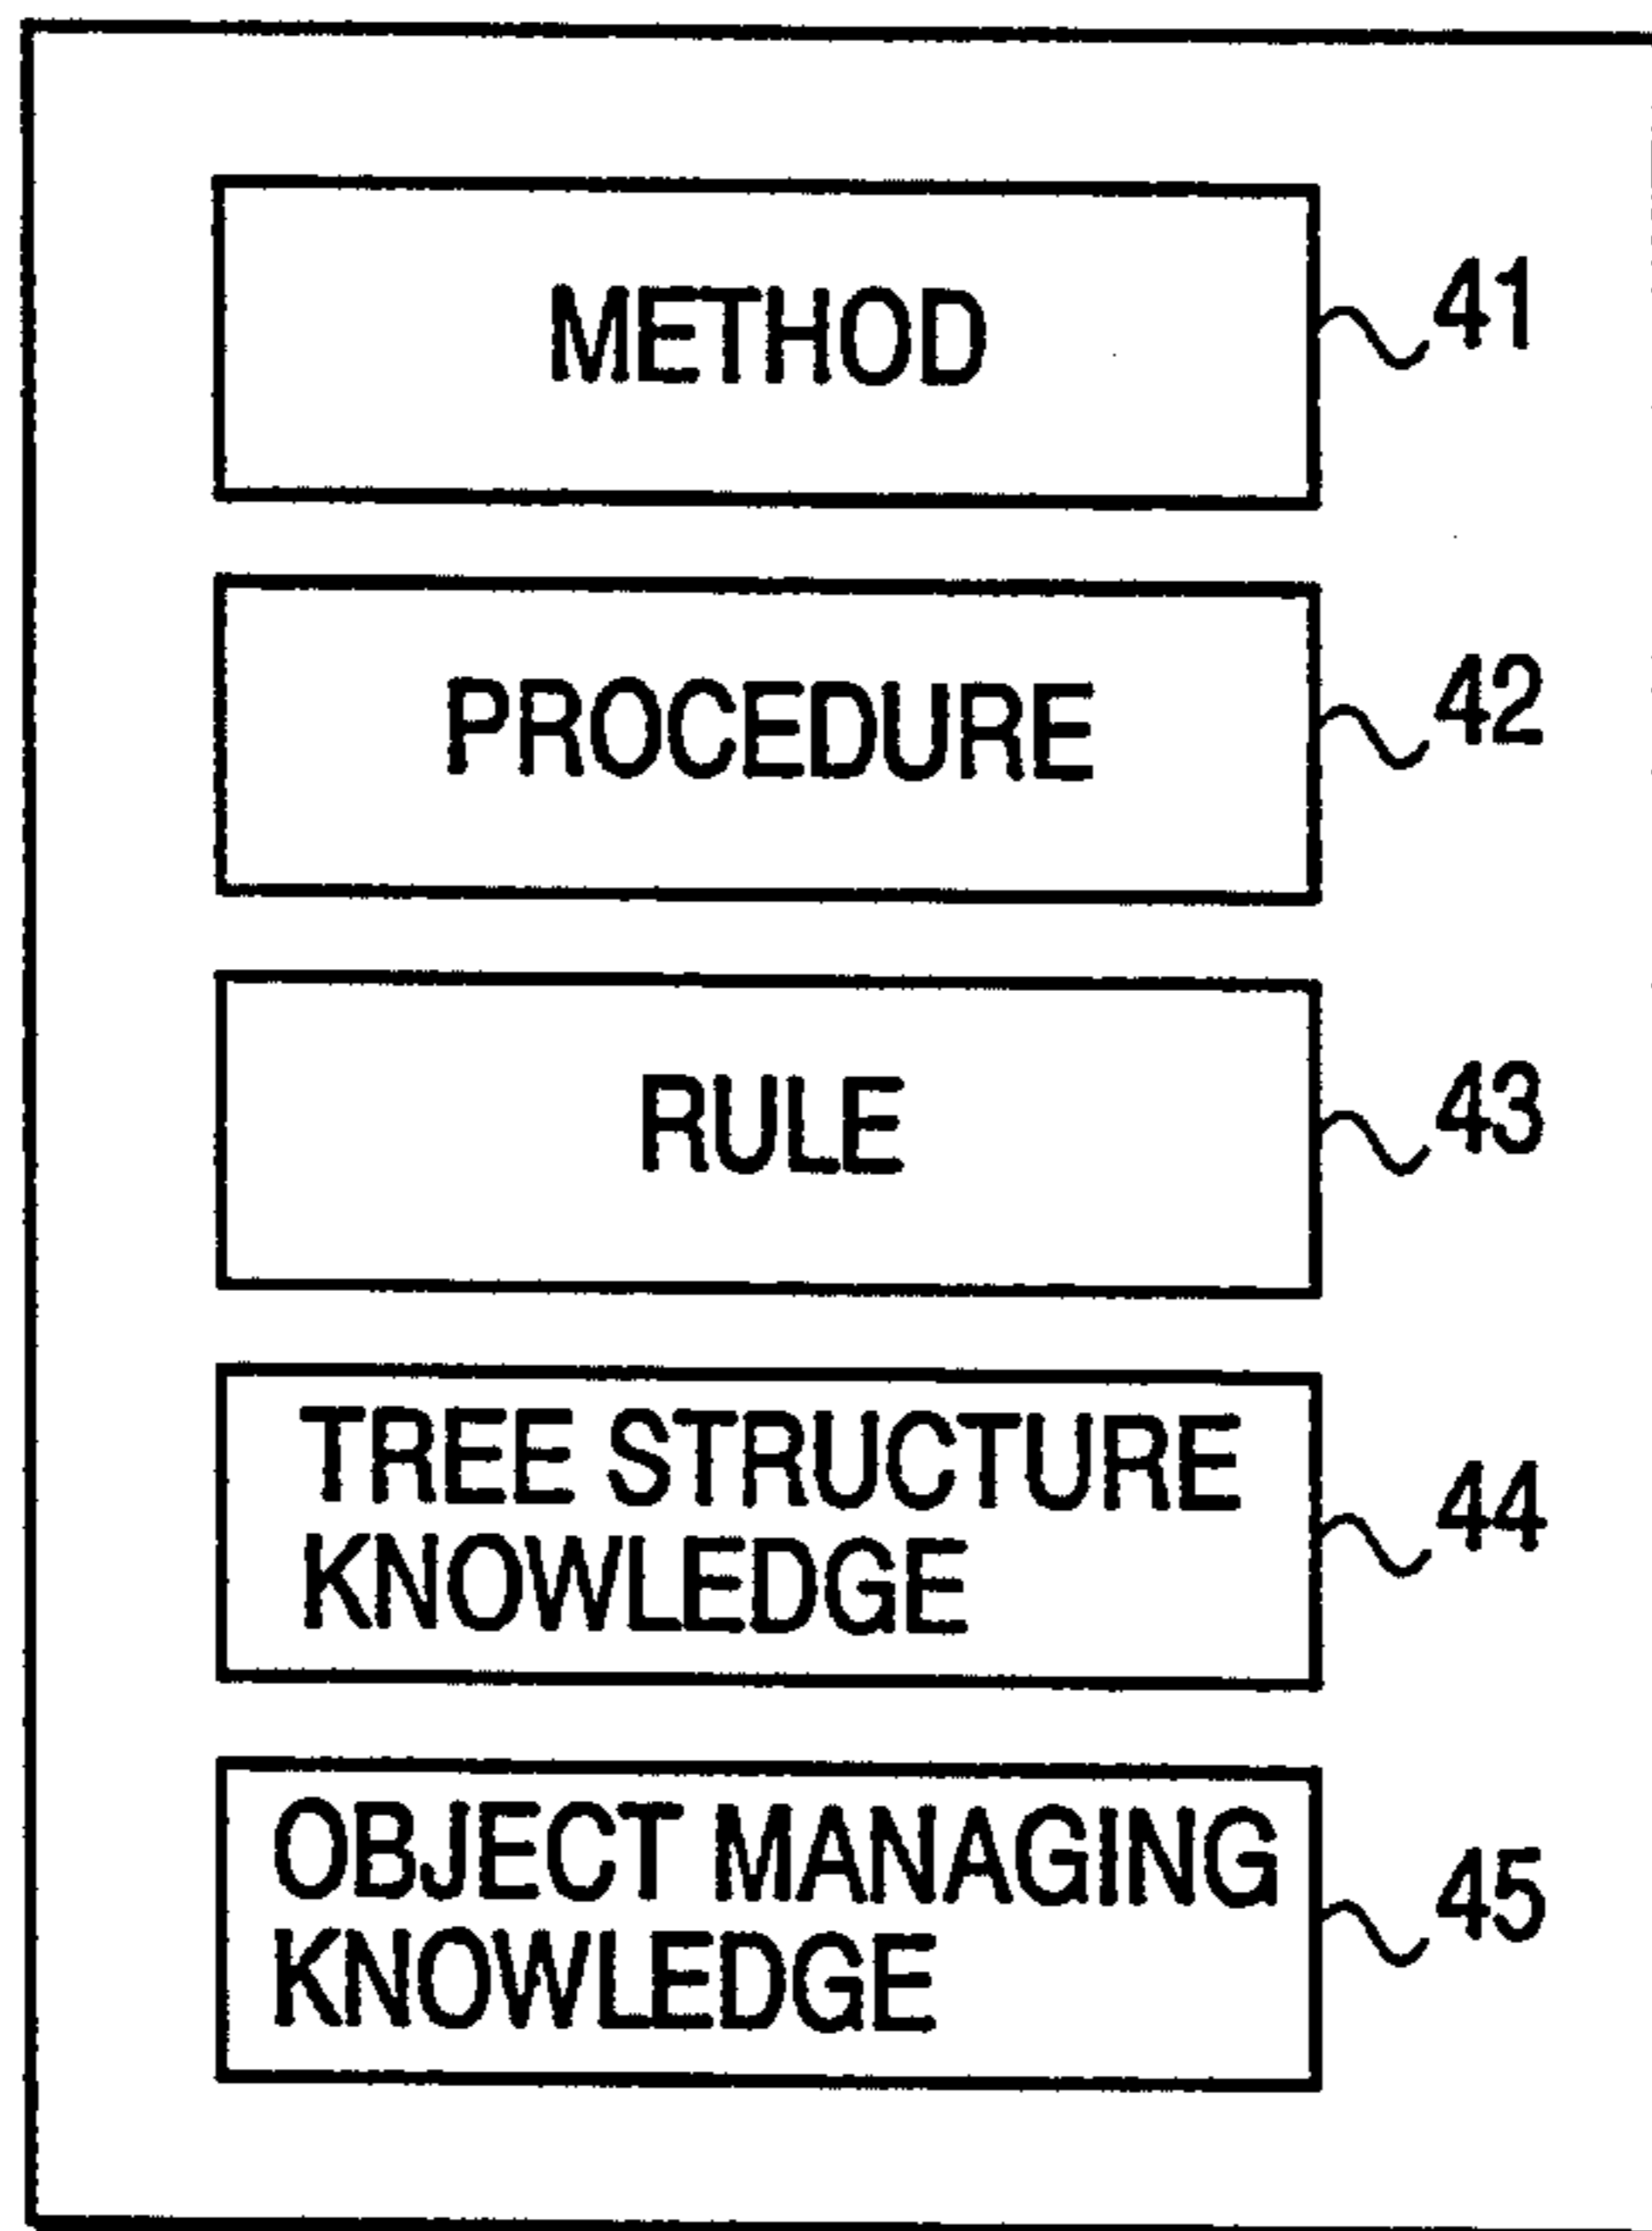 METHOD
41
PROCEDURE
42
RULE
43
TREE STRUCTURE
KNOWLEDGE
44
OBJECT MANAGING
KNOWLEDGE
45